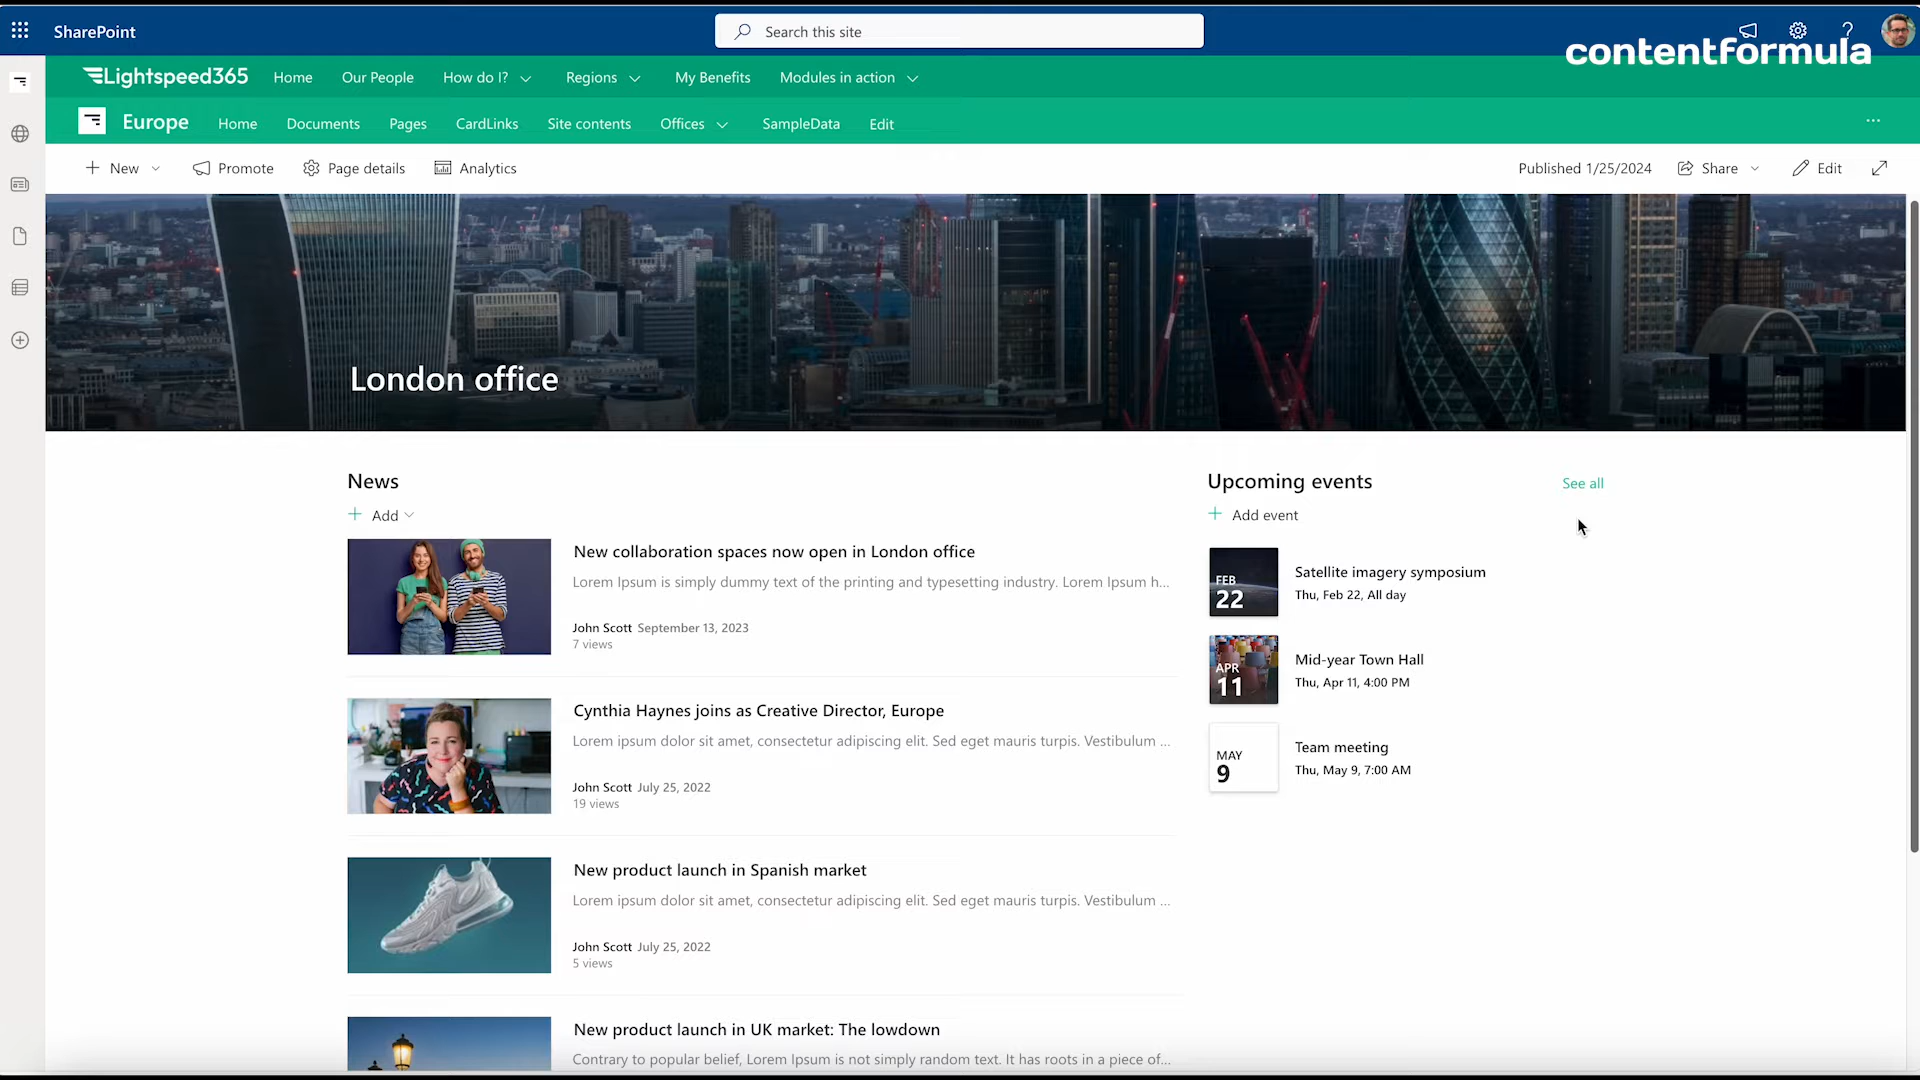 SharePoint
Search this site
contentformula
Lightspeed365 Home Our People How do I? Regions My Benefits Modules in action
Europe Home Documents Pages CardLinks Site contents Offices SampleData Edit
New Promote Page details Analytics Published 1/25/2024 Share Edit
London office
News
Add
New collaboration spaces now open in London office
Lorem Ipsum is simply dummy text of the printing and typesetting industry. Lorem Ipsum h...
John Scott September 13, 2023
7 views
Cynthia Haynes joins as Creative Director, Europe
Lorem ipsum dolor sit amet, consectetur adipiscing elit. Sed eget mauris turpis. Vestibulum ...
John Scott July 25, 2022
19 views
New product launch in Spanish market
Lorem ipsum dolor sit amet, consectetur adipiscing elit. Sed eget mauris turpis. Vestibulum ...
John Scott July 25, 2022
5 views
New product launch in UK market: The lowdown
Contrary to popular belief, Lorem Ipsum is not simply random text. It has roots in a piece of...
Upcoming events See all
Add event
FEB
22
Satellite imagery symposium
Thu, Feb 22, All day
APR
11
Mid-year Town Hall
Thu, Apr 11, 4:00 PM
MAY
9
Team meeting
Thu, May 9, 7:00 AM